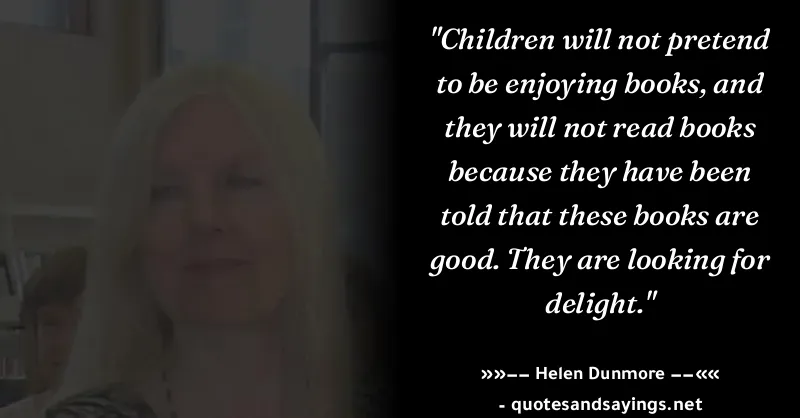 "Children will not pretend
to be enjoying books, and
they will not read books
because they have been
told that these books are
good. They are looking for
delight."
»»–– Helen Dunmore ––««
- quotesandsayings.net